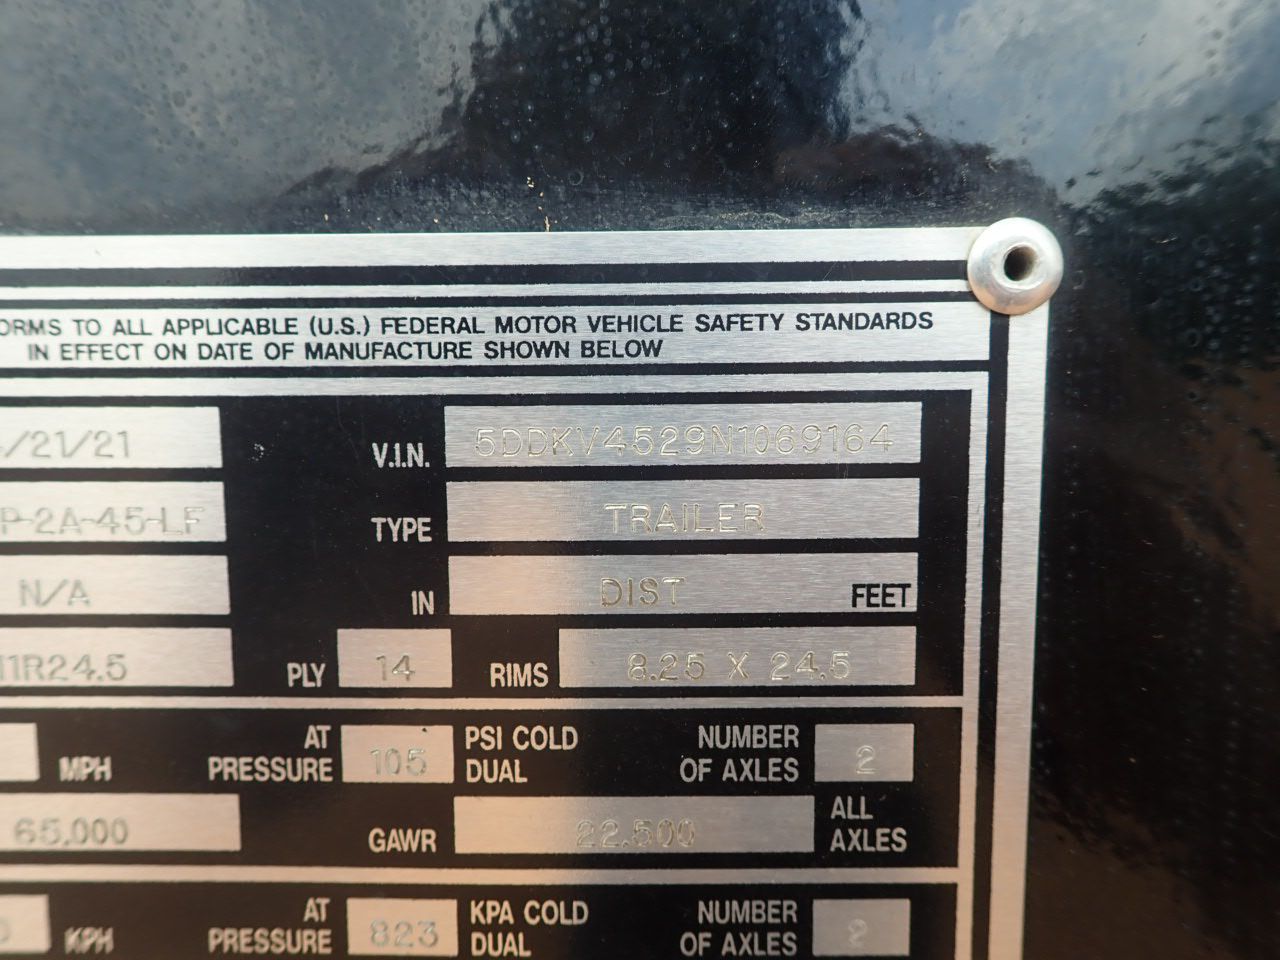 ORMS TO ALL APPLICABLE (U.S.) FEDERAL MOTOR VEHICLE SAFETY STANDARDS
IN EFFECT ON DATE OF MANUFACTURE SHOWN BELOW
/21/21 V.I.N. 5DDKV4529N1069164
P-2A-45-LF TYPE TRAILER
N/A IN DIST FEET
11R24.5 PLY 14 RIMS 8.25 X 24.5
MPH AT PRESSURE 105 PSI COLD DUAL NUMBER OF AXLES 2
65,000 GAWR 22,500 ALL AXLES
KPH AT PRESSURE 823 KPA COLD DUAL NUMBER OF AXLES 2